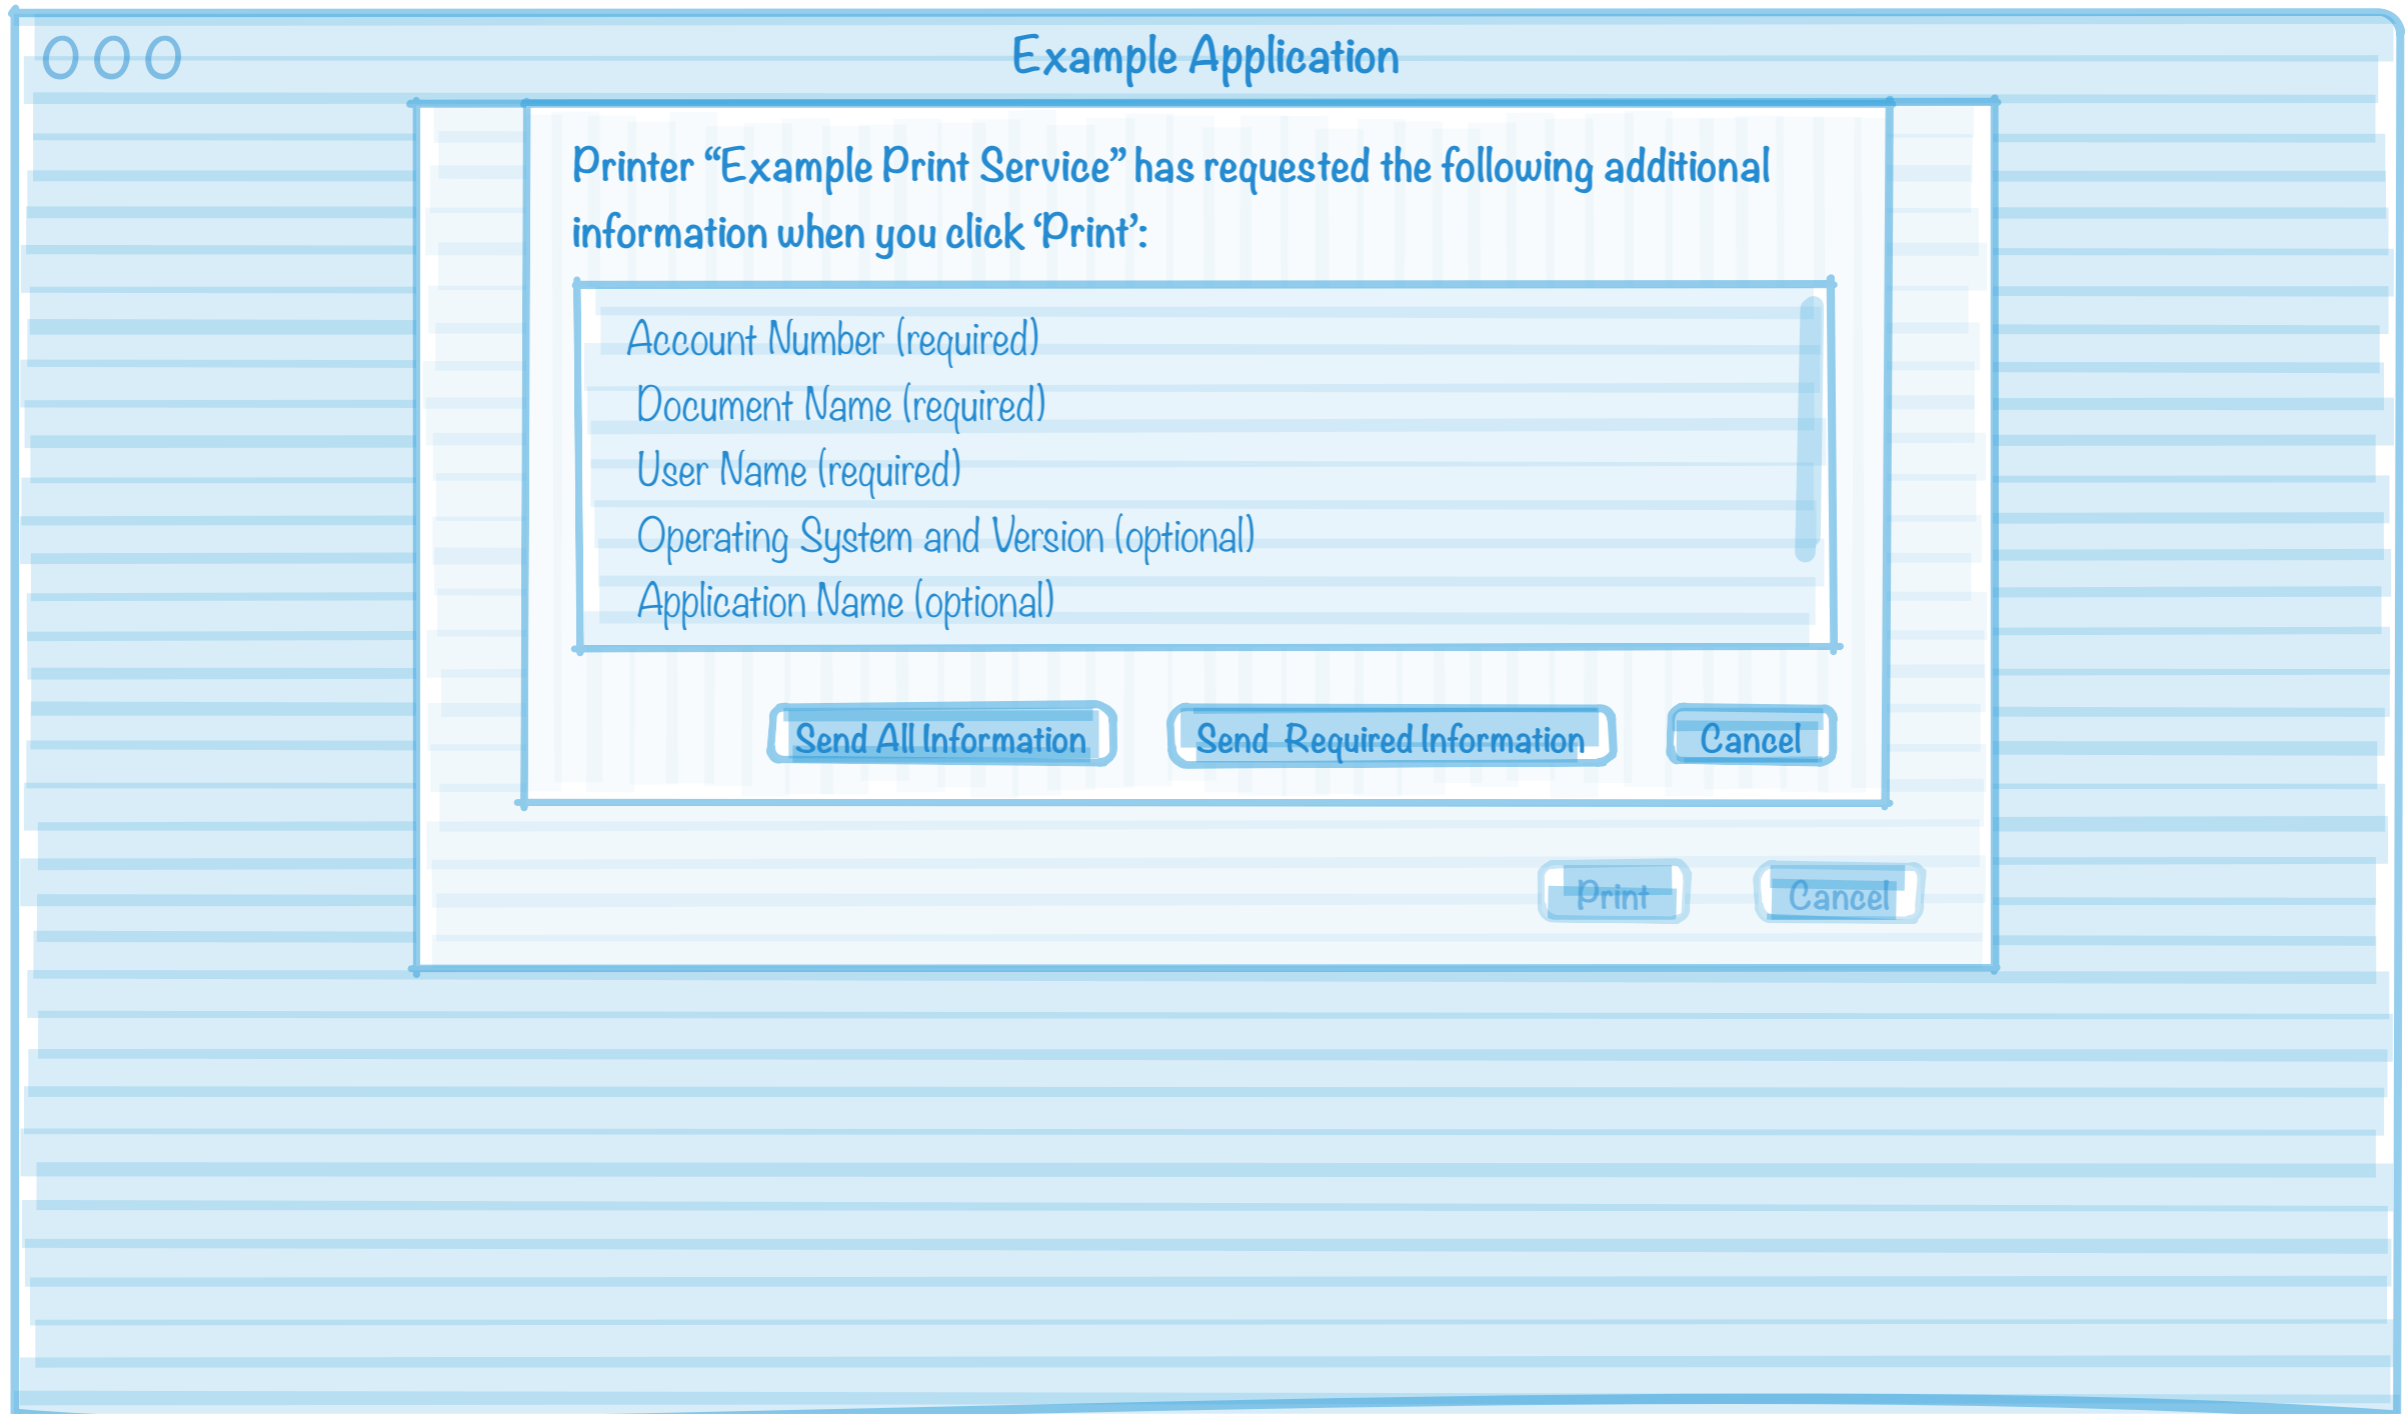 Example Application
Printer “Example Print Service” has requested the following additional
information when you click ‘Print’:
Account Number (required)
Document Name (required)
User Name (required)
Operating System and Version (optional)
Application Name (optional)
Send All Information
Send Required Information
Cancel
Print
Cancel